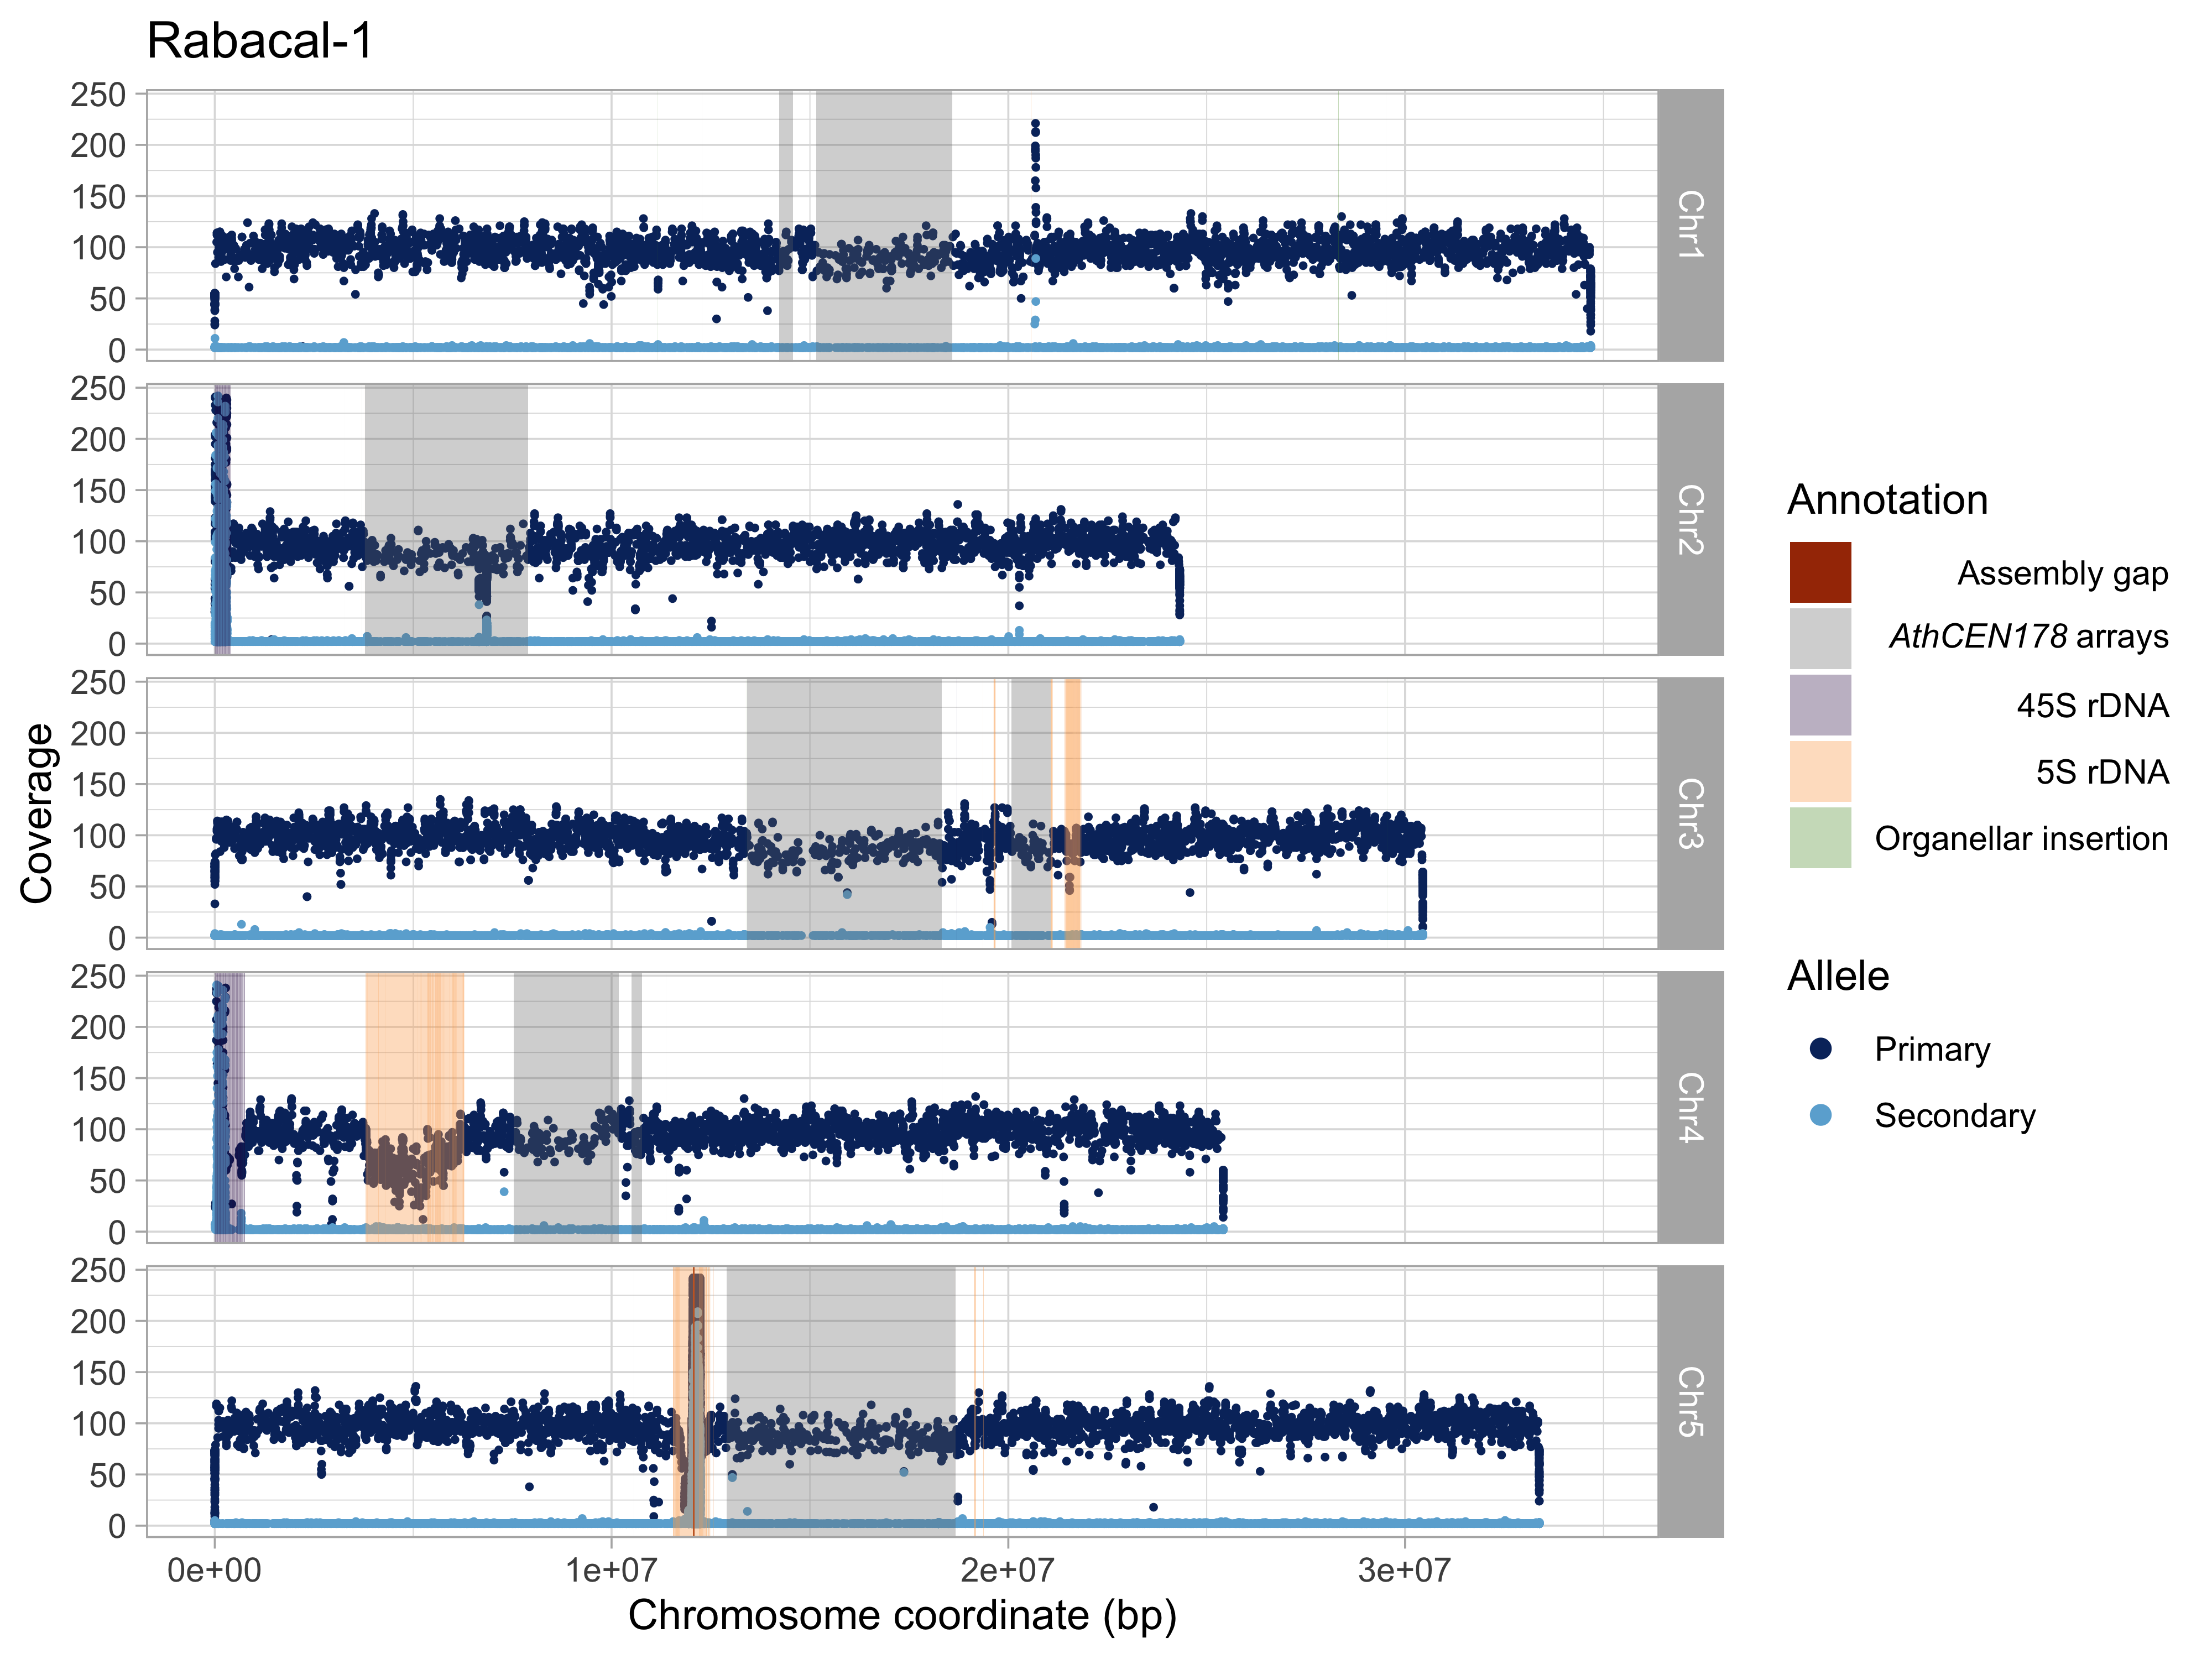 Rabacal-1
Coverage
250
200
150
100
50
0
Chr1
250
200
150
100
50
0
Chr2
250
200
150
100
50
0
Chr3
250
200
150
100
50
0
Chr4
250
200
150
100
50
0
Chr5
0e+00 1e+07 2e+07 3e+07
Chromosome coordinate (bp)
Annotation
Assembly gap
AthCEN178 arrays
45S rDNA
5S rDNA
Organellar insertion
Allele
Primary
Secondary